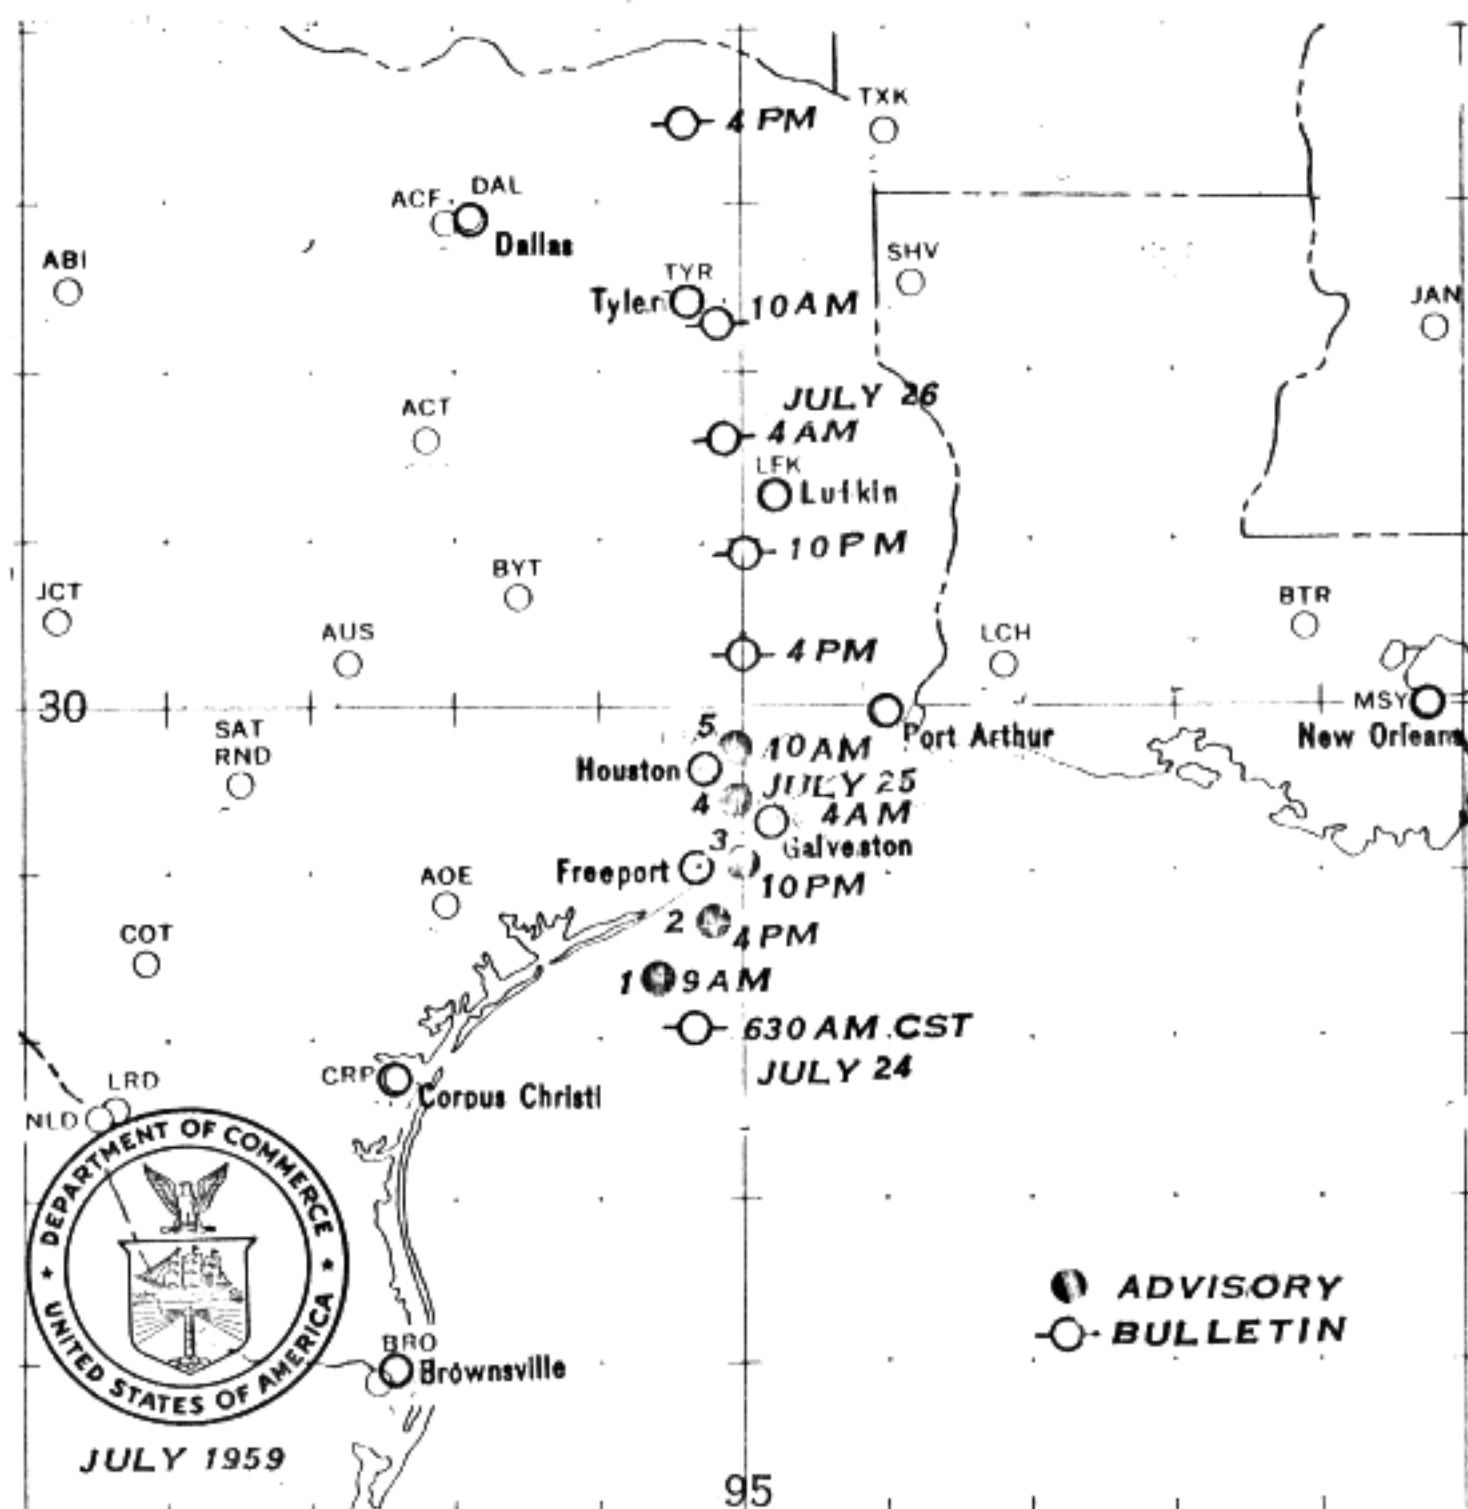 TXK
4 PM
ACF
DAL
Dallas
ABI
SHV
TYR
Tyler
10 AM
JAN
JULY 26
ACT
4 AM
LFK
Lufkin
10 PM
BYT
JCT
BTR
AUS
LCH
4 PM
30
MSY
New Orleans
SAT
RND
Port Arthur
5
10 AM
Houston
JULY 25
4
4 AM
3
Galveston
Freeport
10 PM
AOE
2
4 PM
COT
1
9 AM
630 AM.CST
JULY 24
CRP
Corpus Christi
LRD
NLD
DEPARTMENT OF COMMERCE
UNITED STATES OF AMERICA
ADVISORY
BULLETIN
BRO
Brownsville
JULY 1959
95